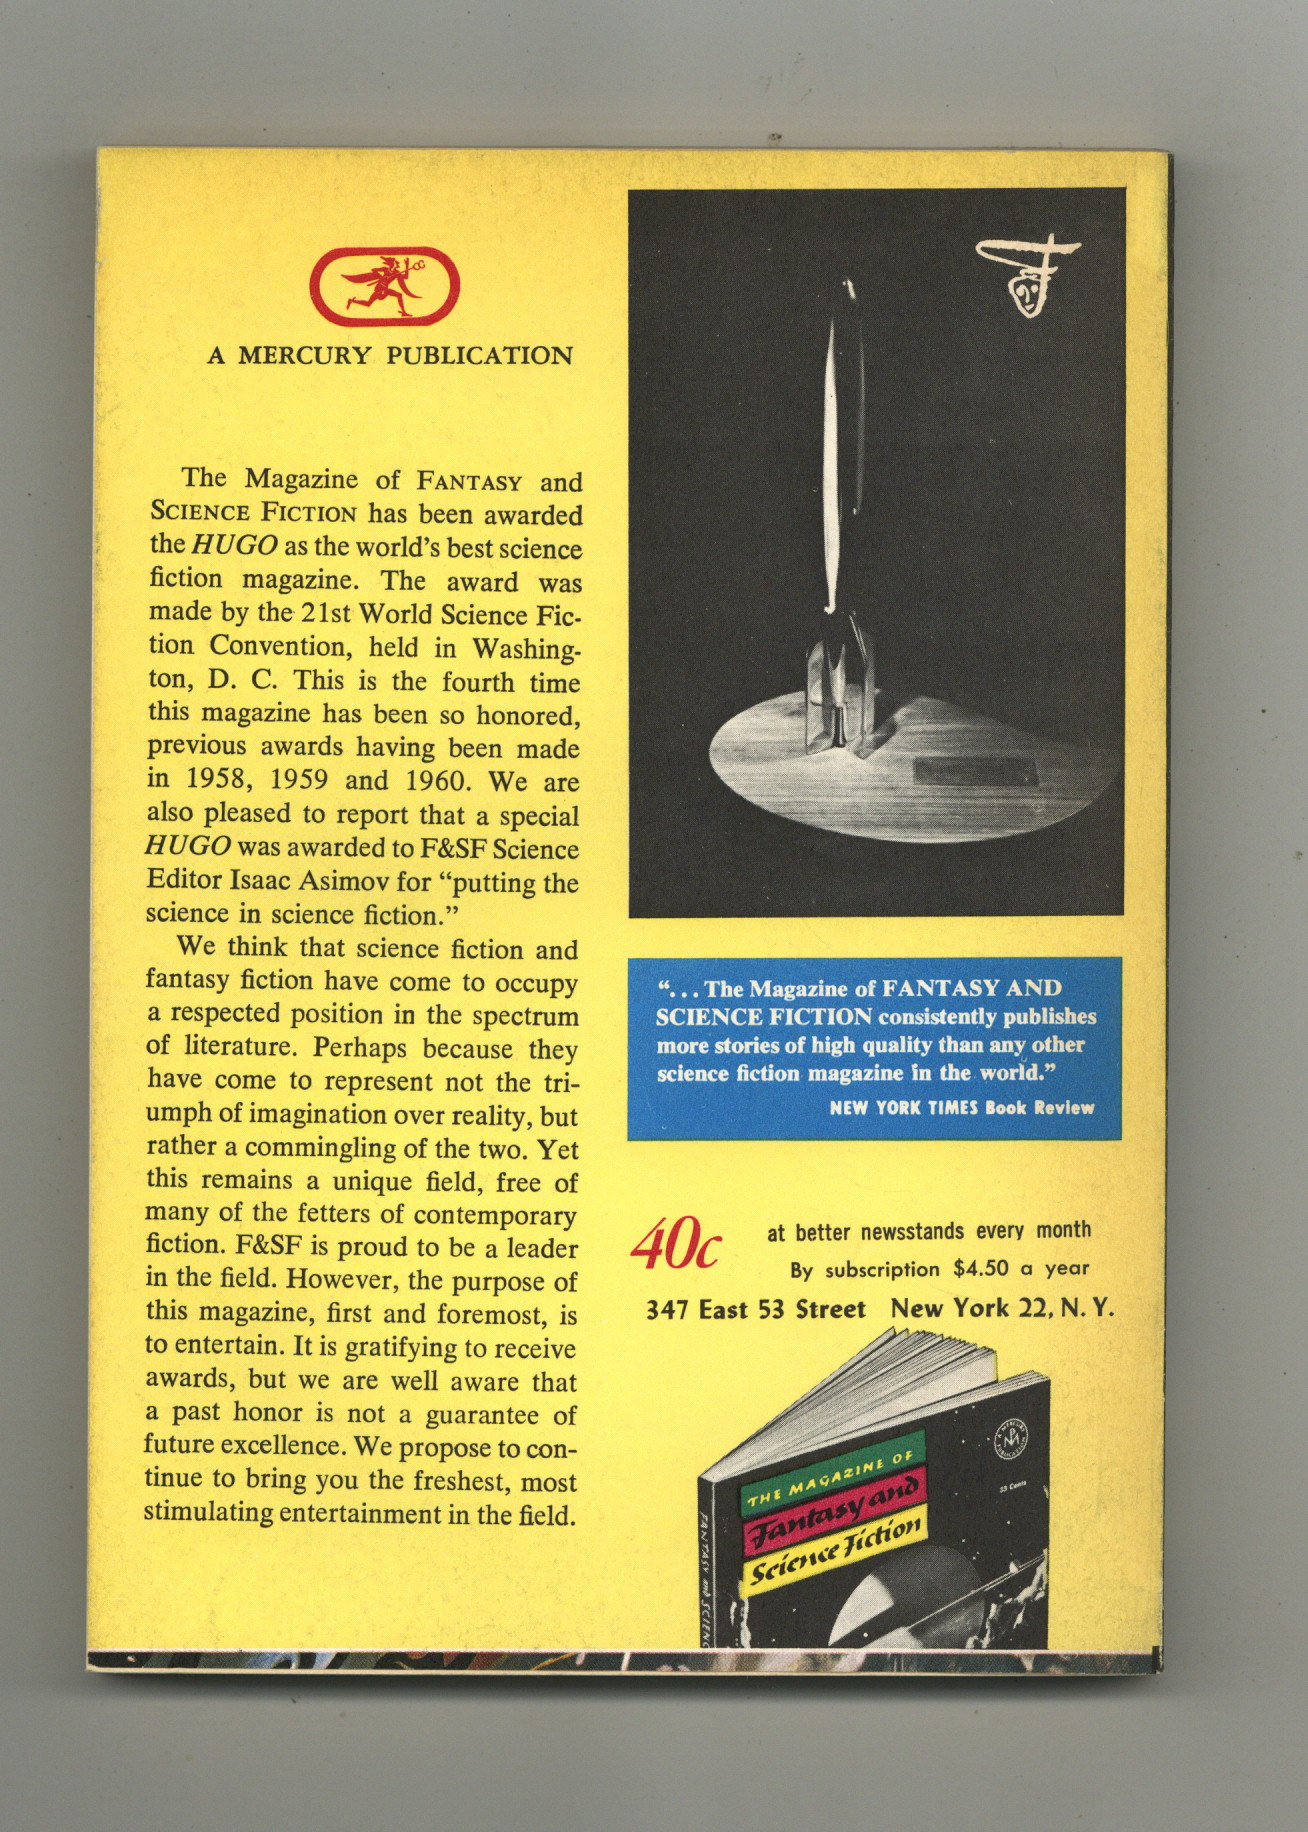 A MERCURY PUBLICATION
The Magazine of FANTASY and
SCIENCE FICTION has been awarded
the HUGO as the world's best science
fiction magazine. The award was
made by the 21st World Science Fic-
tion Convention, held in Washing-
ton, D. C. This is the fourth time
this magazine has been so honored,
previous awards having been made
in 1958, 1959 and 1960. We are
also pleased to report that a special
HUGO was awarded to F&SF Science
Editor Isaac Asimov for “putting the
science in science fiction.”
We think that science fiction and
fantasy fiction have come to occupy
a respected position in the spectrum
of literature. Perhaps because they
have come to represent not the tri-
umph of imagination over reality, but
rather a commingling of the two. Yet
this remains a unique field, free of
many of the fetters of contemporary
fiction. F&SF is proud to be a leader
in the field. However, the purpose of
this magazine, first and foremost, is
to entertain. It is gratifying to receive
awards, but we are well aware that
a past honor is not a guarantee of
future excellence. We propose to con-
tinue to bring you the freshest, most
stimulating entertainment in the field.
“... The Magazine of FANTASY AND
SCIENCE FICTION consistently publishes
more stories of high quality than any other
science fiction magazine in the world.”
NEW YORK TIMES Book Review
40c
at better newsstands every month
By subscription $4.50 a year
347 East 53 Street New York 22, N. Y.
THE MAGAZINE OF
Fantasy and
Science Fiction
A MERCURY PUBLICATION
FANTASY AND SCIENC